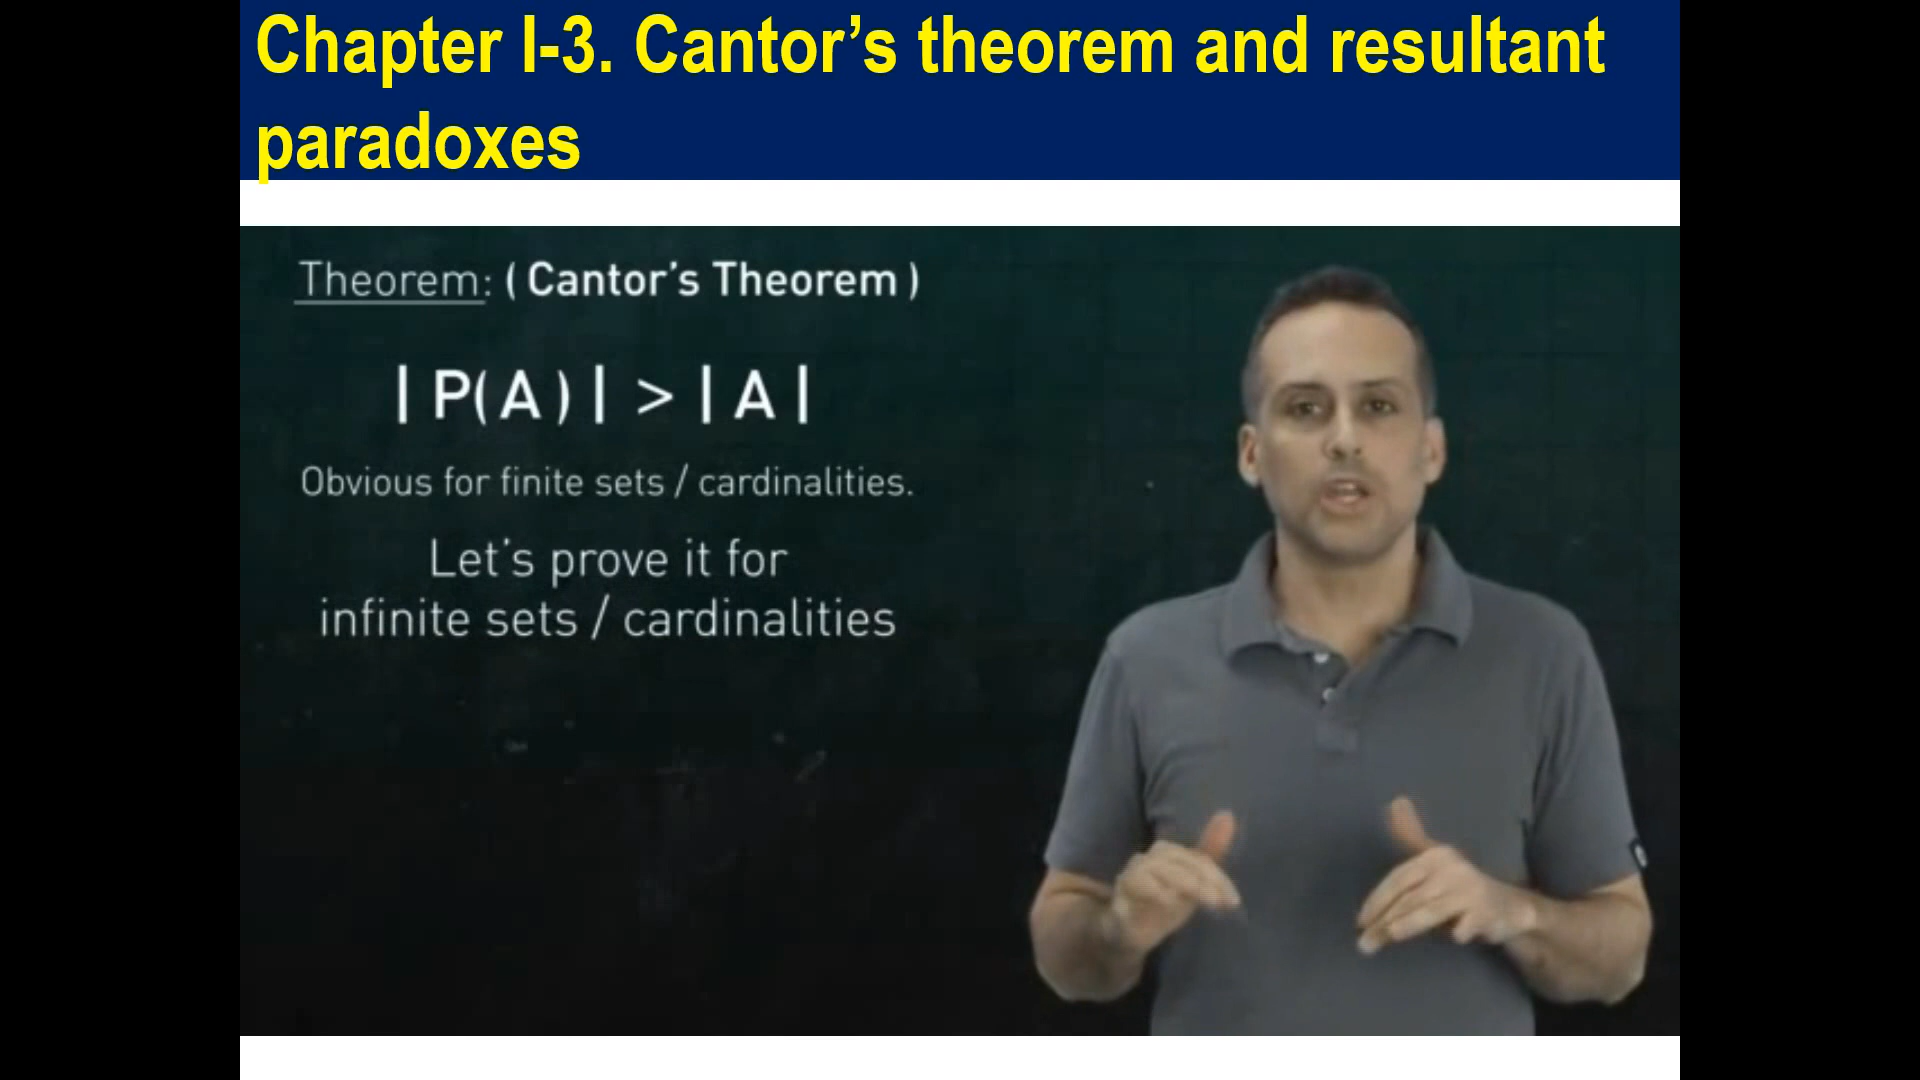 Chapter I-3. Cantor’s theorem and resultant
paradoxes
Theorem: ( Cantor’s Theorem )
| P( A ) | > | A |
Obvious for finite sets / cardinalities.
Let’s prove it for
infinite sets / cardinalities